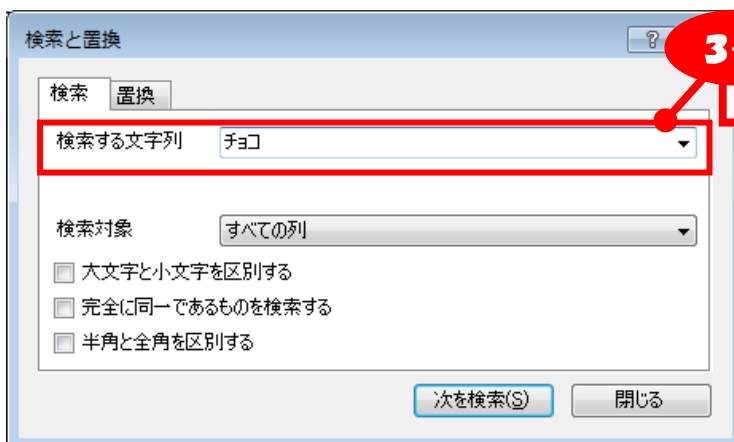 検索と置換
?
3
検索 置換
検索する文字列 チョコ
検索対象 すべての列
大文字と小文字を区別する
完全に同一であるものを検索する
半角と全角を区別する
次を検索(S) 閉じる